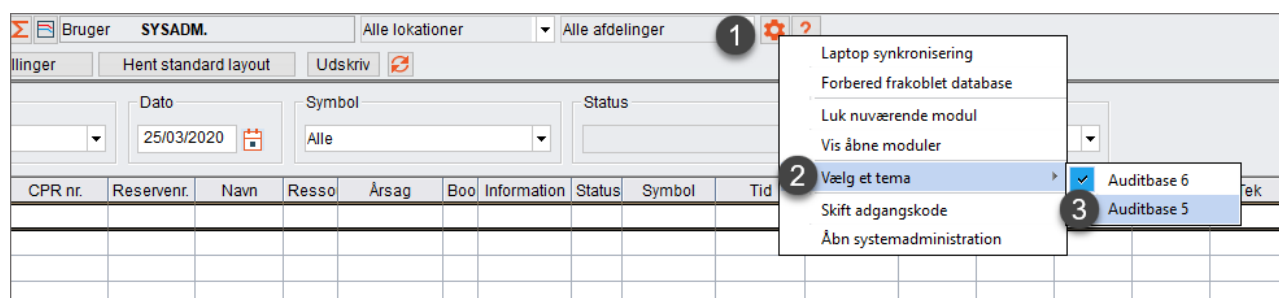 Bruger SYSADM. Alle lokationer Alle afdelinger 1 ?
llinger Hent standard layout Udskriv
Laptop synkronisering
Forbered frakoblet database
Luk nuværende modul
Vis åbne moduler
2 Vælg et tema
Skift adgangskode
Åbn systemadministration
Auditbase 6
3 Auditbase 5
Dato Symbol Status
25/03/2020 Alle
CPR nr. Reservenr. Navn Resso Årsag Boo Information Status Symbol Tid Tek